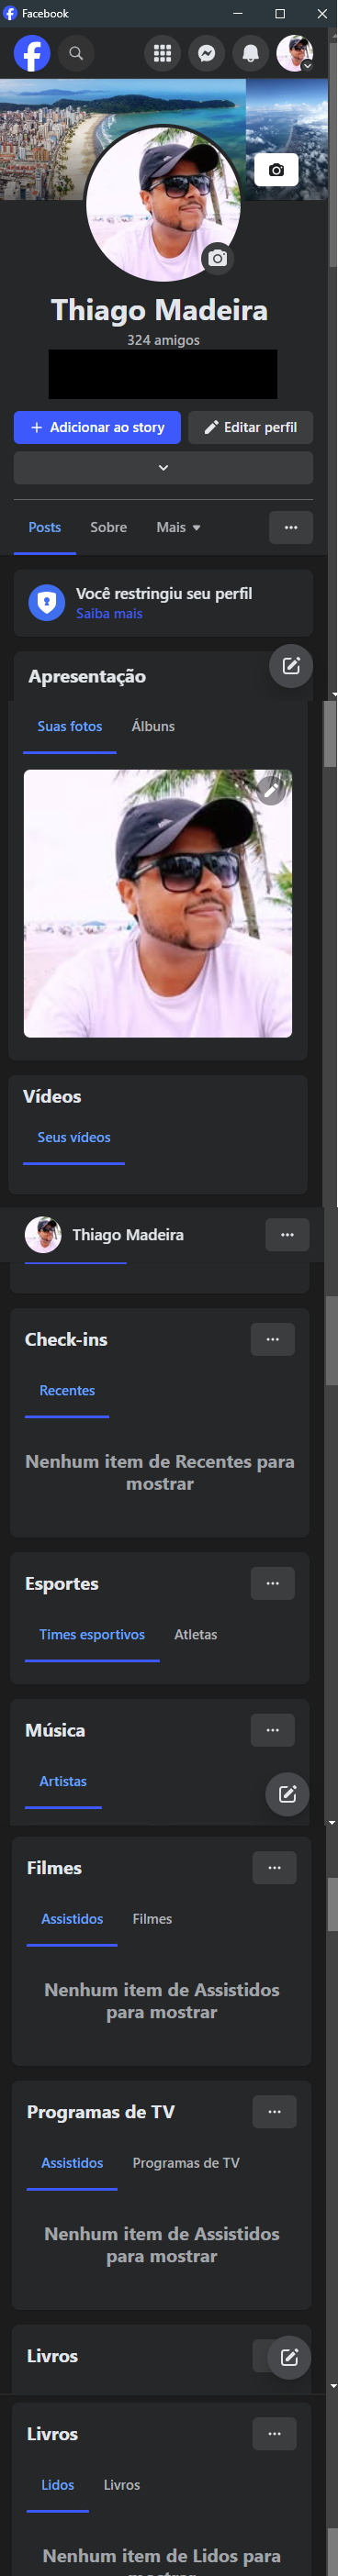 Facebook
Thiago Madeira
324 amigos
Adicionar ao story
Editar perfil
Posts
Sobre
Mais
Você restringiu seu perfil
Saiba mais
Apresentação
Suas fotos
Álbuns
Vídeos
Seus vídeos
Thiago Madeira
Check-ins
Recentes
Nenhum item de Recentes para
mostrar
Esportes
Times esportivos
Atletas
Música
Artistas
Filmes
Assistidos
Filmes
Nenhum item de Assistidos
para mostrar
Programas de TV
Assistidos
Programas de TV
Nenhum item de Assistidos
para mostrar
Livros
Livros
Lidos
Livros
Nenhum item de Lidos para